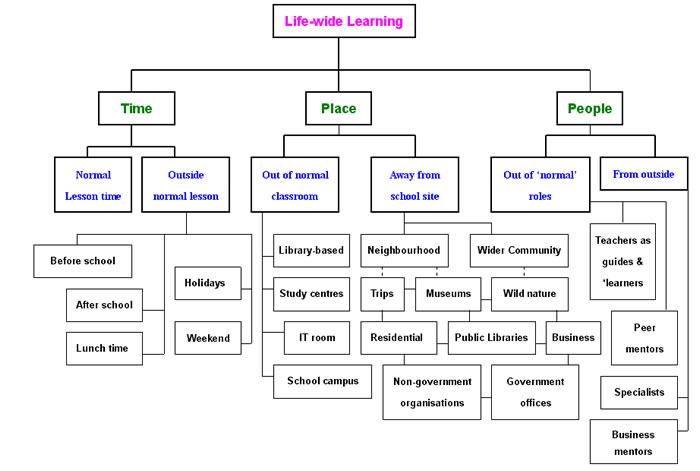 Life-wide Learning
Time
Place
People
Normal
Lesson time
Outside
normal lesson
Out of normal
classroom
Away from
school site
Out of ‘normal’
roles
From outside
Before school
After school
Lunch time
Holidays
Weekend
Library-based
Study centres
IT room
School campus
Neighbourhood
Wider Community
Trips
Museums
Wild nature
Residential
Public Libraries
Business
Non-government
organisations
Government
offices
Teachers as
guides &
‘learners
Peer
mentors
Specialists
Business
mentors